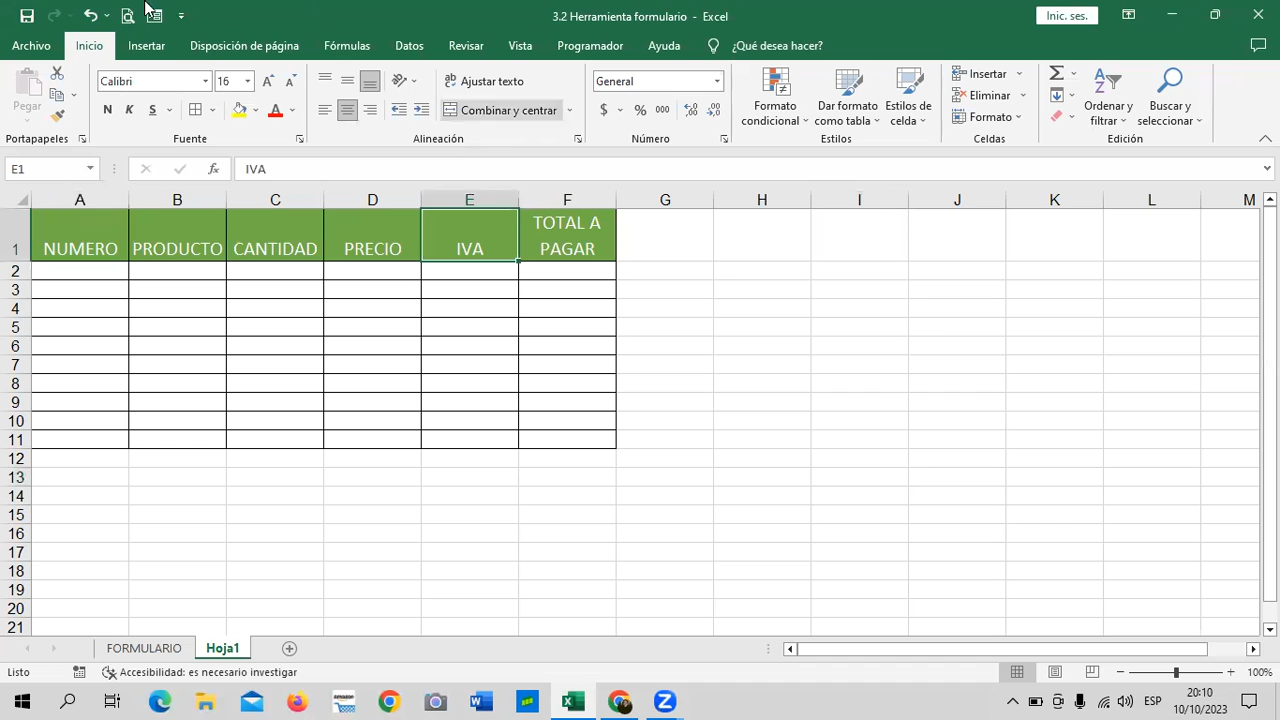 3.2 Herramienta formulario - Excel
Inic. ses.
Archivo Inicio Insertar Disposición de página Fórmulas Datos Revisar Vista Programador Ayuda ¿Qué desea hacer?
Pegar
Calibri 16
N K S
Ajustar texto
Combinar y centrar
General
$ % 000
Formato condicional
Dar formato como tabla
Estilos de celda
Insertar
Eliminar
Formato
Ordenar y filtrar
Buscar y seleccionar
Portapapeles Fuente Alineación Número Estilos Celdas Edición
E1 fx IVA
A B C D E F G H I J K L M
1 NUMERO PRODUCTO CANTIDAD PRECIO IVA TOTAL A PAGAR
2
3
4
5
6
7
8
9
10
11
12
13
14
15
16
17
18
19
20
21
FORMULARIO Hoja1
Listo Accesibilidad: es necesario investigar 100%
ESP 20:10
10/10/2023